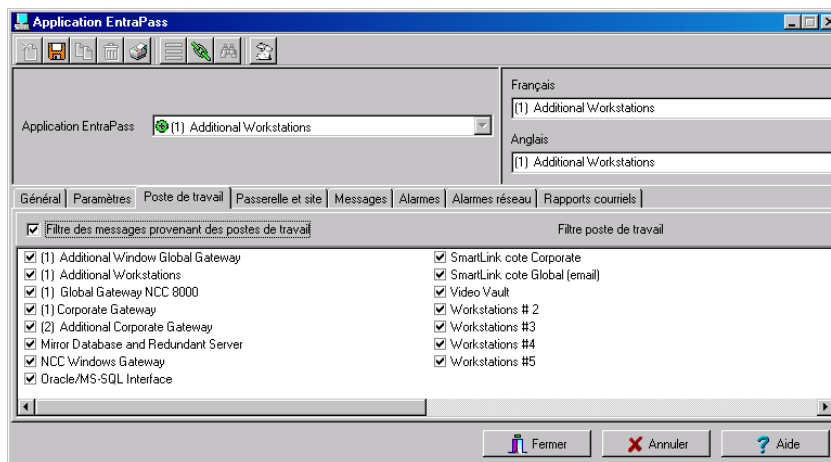 Application EntraPass
Français
(1) Additional Workstations
Application EntraPass
(1) Additional Workstations
Anglais
(1) Additional Workstations
Général
Paramètres
Poste de travail
Passerelle et site
Messages
Alarmes
Alarmes réseau
Rapports courriels
Filtre des messages provenant des postes de travail
Filtre poste de travail
(1) Additional Window Global Gateway
(1) Additional Workstations
(1) Global Gateway NCC 8000
(1) Corporate Gateway
(2) Additional Corporate Gateway
Mirror Database and Redundant Server
NCC Windows Gateway
Oracle/MS-SQL Interface
SmartLink cote Corporate
SmartLink cote Global (email)
Video Vault
Workstations # 2
Workstations #3
Workstations #4
Workstations #5
Fermer
Annuler
Aide